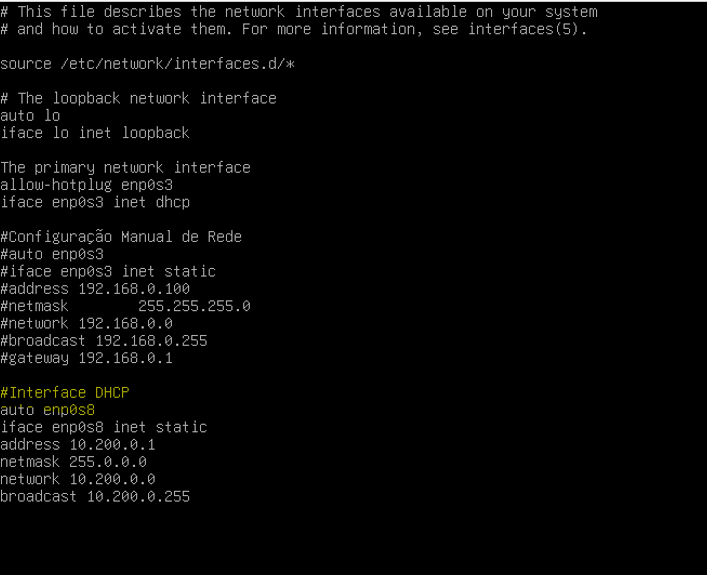 # This file describes the network interfaces available on your system
# and how to activate them. For more information, see interfaces(5).
source /etc/network/interfaces.d/*
# The loopback network interface
auto lo
iface lo inet loopback
The primary network interface
allow-hotplug enp0s3
iface enp0s3 inet dhcp
#Configuração Manual de Rede
#auto enp0s3
#iface enp0s3 inet static
#address 192.168.0.100
#netmask        255.255.255.0
#network 192.168.0.0
#broadcast 192.168.0.255
#gateway 192.168.0.1
#Interface DHCP
auto enp0s8
iface enp0s8 inet static
address 10.200.0.1
netmask 255.0.0.0
network 10.200.0.0
broadcast 10.200.0.255